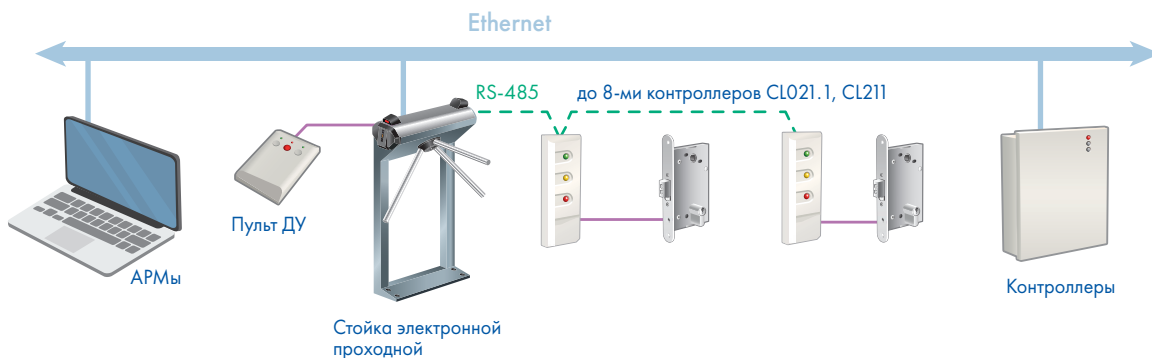 Ethernet
RS-485
до 8-ми контроллеров CL021.1, CL211
Пульт ДУ
АРМы
Контроллеры
Стойка электронной
проходной